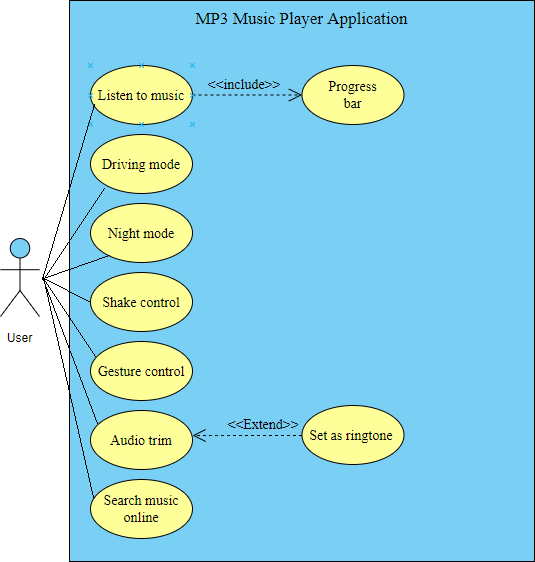 MP3 Music Player Application
Listen to music
<<include>>
Progress
bar
Driving mode
Night mode
Shake control
User
Gesture control
Audio trim
<<Extend>>
Set as ringtone
Search music
online